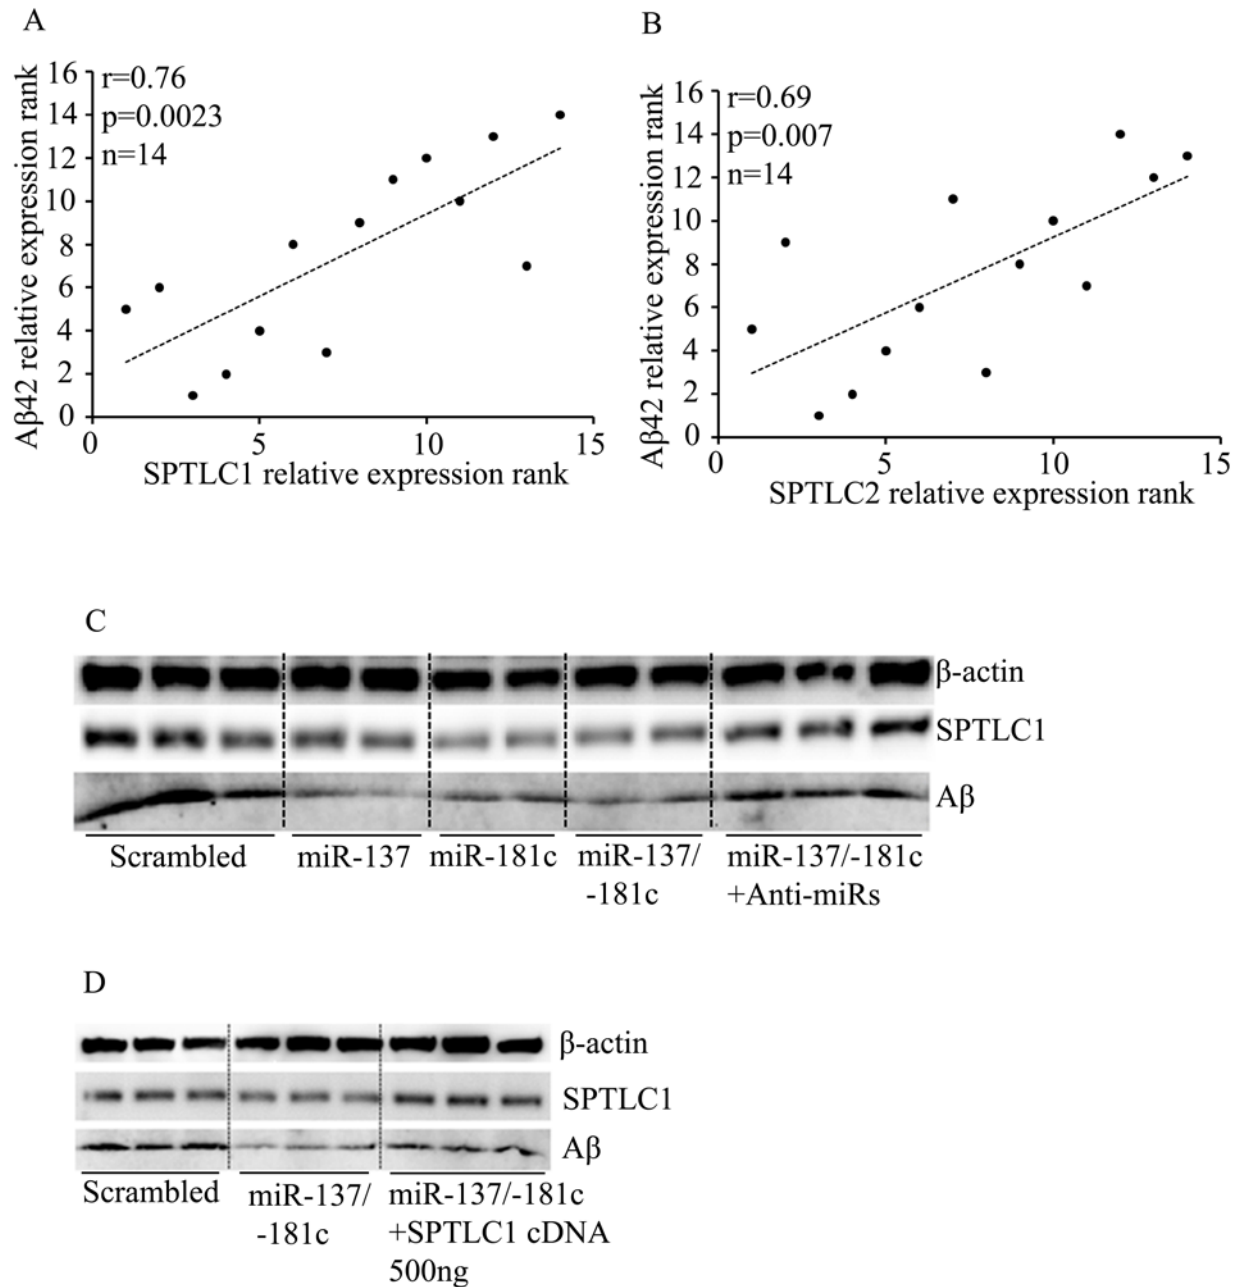 A
Aβ42 relative expression rank
16
14
12
10
8
6
4
2
0
r=0.76
p=0.0023
n=14
0
5
10
15
SPTLC1 relative expression rank
B
Aβ42 relative expression rank
16
14
12
10
8
6
4
2
0
r=0.69
p=0.007
n=14
0
5
10
15
SPTLC2 relative expression rank
C
β-actin
SPTLC1
Aβ
Scrambled
miR-137
miR-181c
miR-137/
-181c
miR-137/-181c
+Anti-miRs
D
β-actin
SPTLC1
Aβ
Scrambled
miR-137/
-181c
miR-137/-181c
+SPTLC1 cDNA
500ng